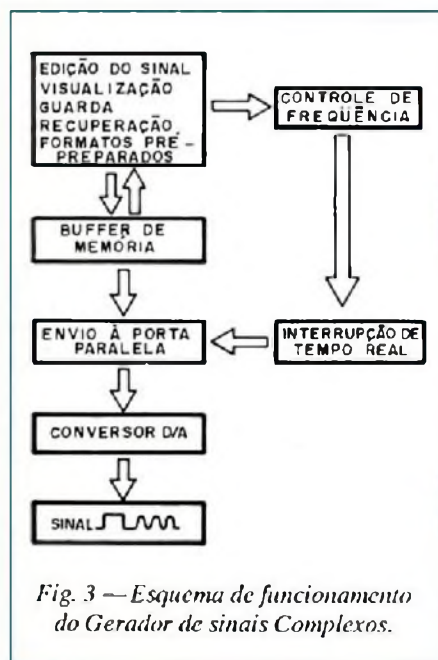 EDIÇÃO DO SINAL
VISUALIZAÇÃO
GUARDA
RECUPERAÇÃO,
FORMATOS PRÉ-
PREPARADOS
CONTROLE DE
FREQÜÊNCIA
BUFFER DE
MEMÓRIA
ENVIO À PORTA
PARALELA
INTERRUPÇÃO DE
TEMPO REAL
CONVERSOR D/A
SINAL
Fig. 3 — Esquema de funcionamento
do Gerador de sinais Complexos.